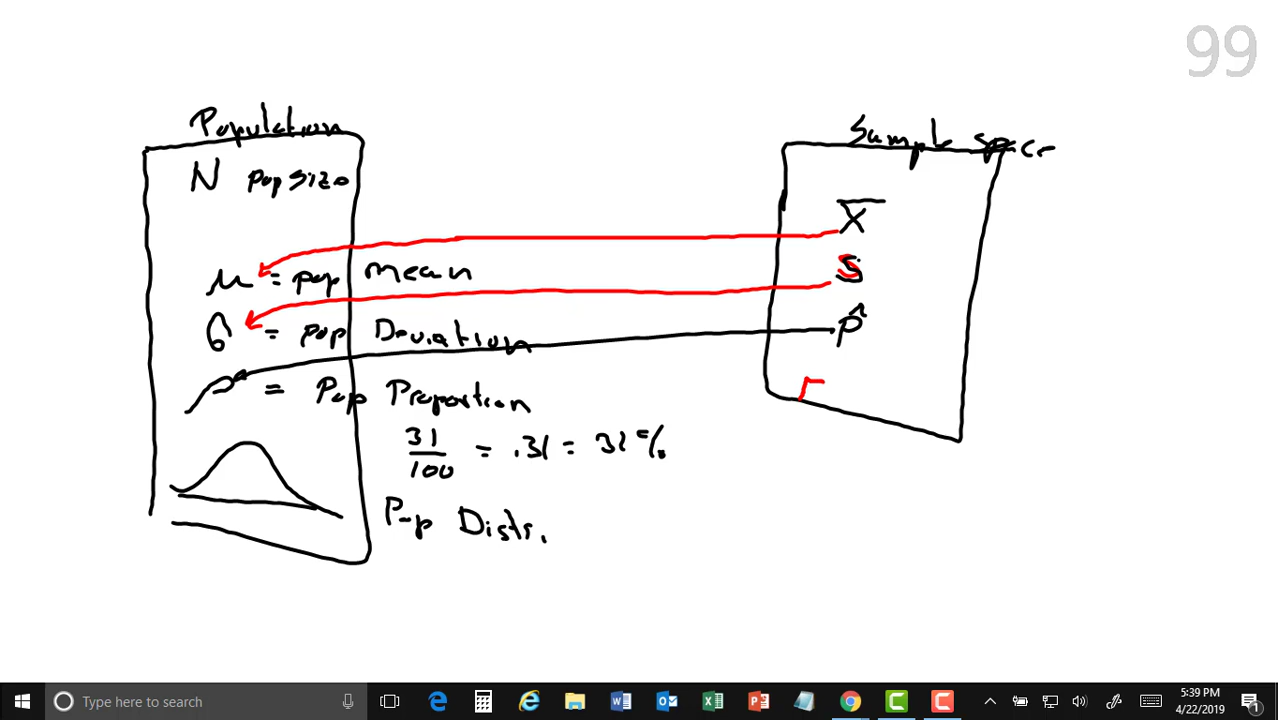 99
Population
Sample space
N pop size
X̄
μ = pop mean
S
σ = pop Deviation
p̂
ρ = Pop Proportion
31/100 = .31 = 31%
Pop Distr.
Type here to search
5:39 PM
4/22/2019
1